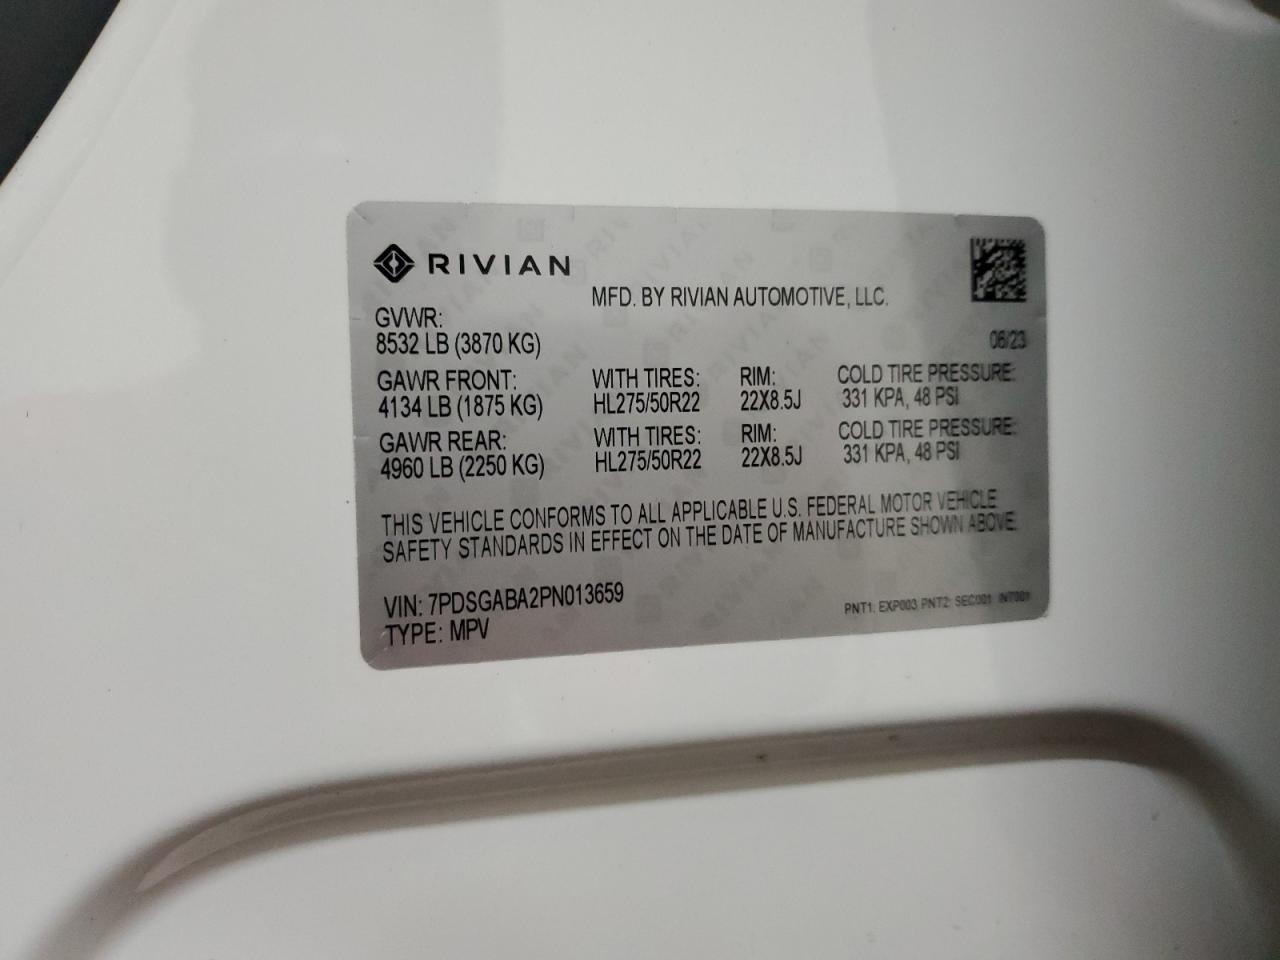 RIVIAN
MFD. BY RIVIAN AUTOMOTIVE, LLC.
GVWR:
8532 LB (3870 KG)
06/23
GAWR FRONT: WITH TIRES: RIM: COLD TIRE PRESSURE:
4134 LB (1875 KG) HL275/50R22 22X8.5J 331 KPA, 48 PSI
GAWR REAR: WITH TIRES: RIM: COLD TIRE PRESSURE:
4960 LB (2250 KG) HL275/50R22 22X8.5J 331 KPA, 48 PSI
THIS VEHICLE CONFORMS TO ALL APPLICABLE U.S. FEDERAL MOTOR VEHICLE
SAFETY STANDARDS IN EFFECT ON THE DATE OF MANUFACTURE SHOWN ABOVE.
VIN: 7PDSGABA2PN013659
TYPE: MPV
PNT1: EXP003 PNT2: SEC001 INT001